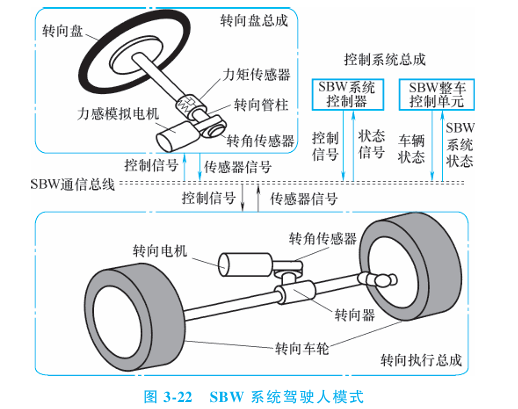 转向盘
转向盘总成
力矩传感器
转向管柱
力感模拟电机
转角传感器
控制系统总成
SBW系统
控制器
SBW整车
控制单元
控制
信号
状态
信号
车辆
状态
SBW
系统
状态
控制信号
传感器信号
SBW通信总线
控制信号
传感器信号
转向电机
转角传感器
转向器
转向车轮
转向执行总成
图 3-22 SBW 系统驾驶人模式